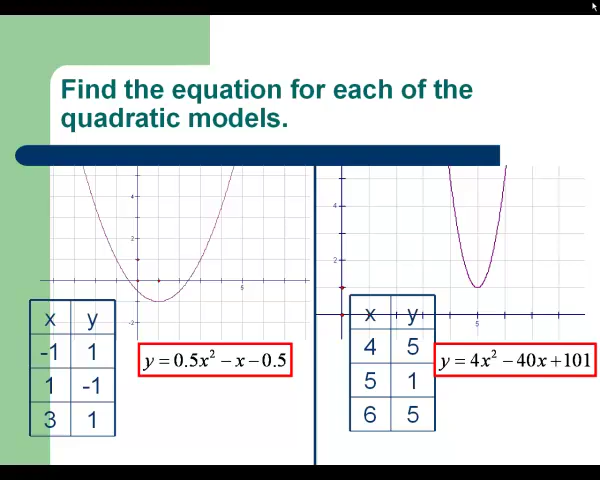 Find the equation for each of the
quadratic models.
4
2
5
-2
x y
-1 1
1 -1
3 1
y = 0.5x² − x − 0.5
4
2
5
x y
4 5
5 1
6 5
y = 4x² − 40x + 101